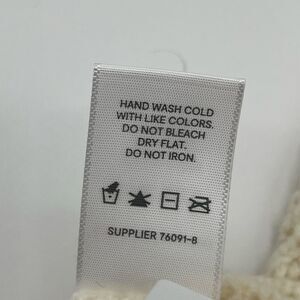 HAND WASH COLD
WITH LIKE COLORS.
DO NOT BLEACH
DRY FLAT.
DO NOT IRON.
SUPPLIER 76091-8